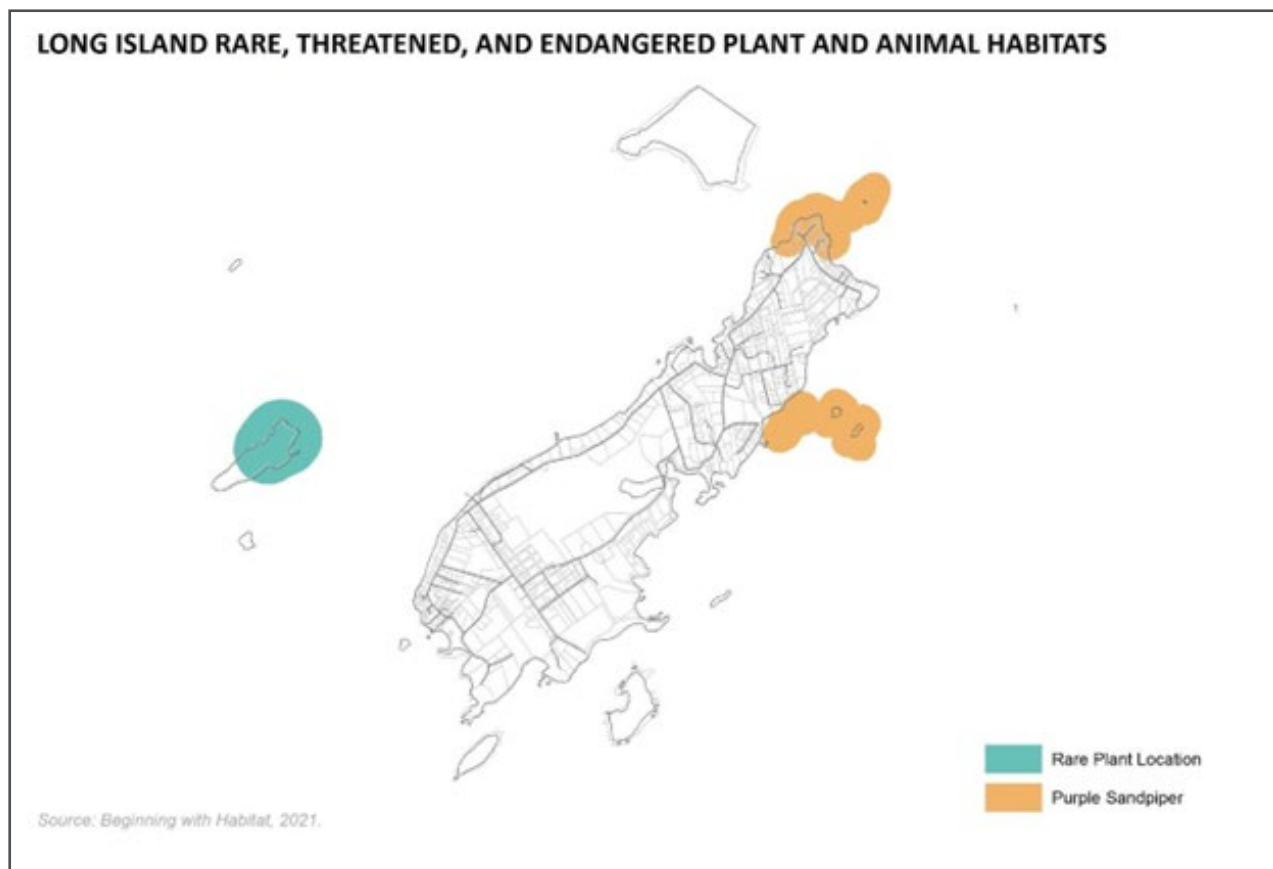 LONG ISLAND RARE, THREATENED, AND ENDANGERED PLANT AND ANIMAL HABITATS
Rare Plant Location
Purple Sandpiper
Source: Beginning with Habitat, 2021.